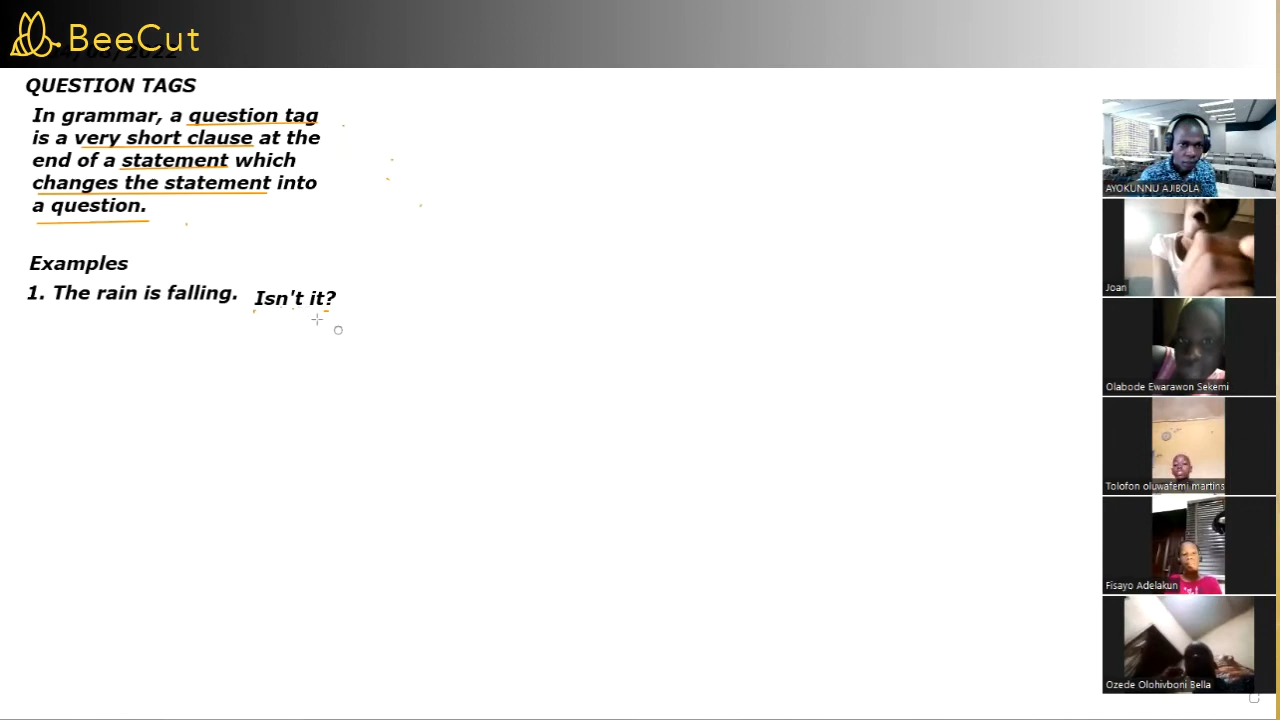 BeeCut
QUESTION TAGS
In grammar, a question tag
is a very short clause at the
end of a statement which
changes the statement into
a question.
Examples
1. The rain is falling. Isn't it?
AYOKUNNU AJIBOLA
Joan
Olabode Ewarawon Sekemi
Tolofon oluwafemi martins
Fisayo Adelakun
Ozede Olohivboni Bella